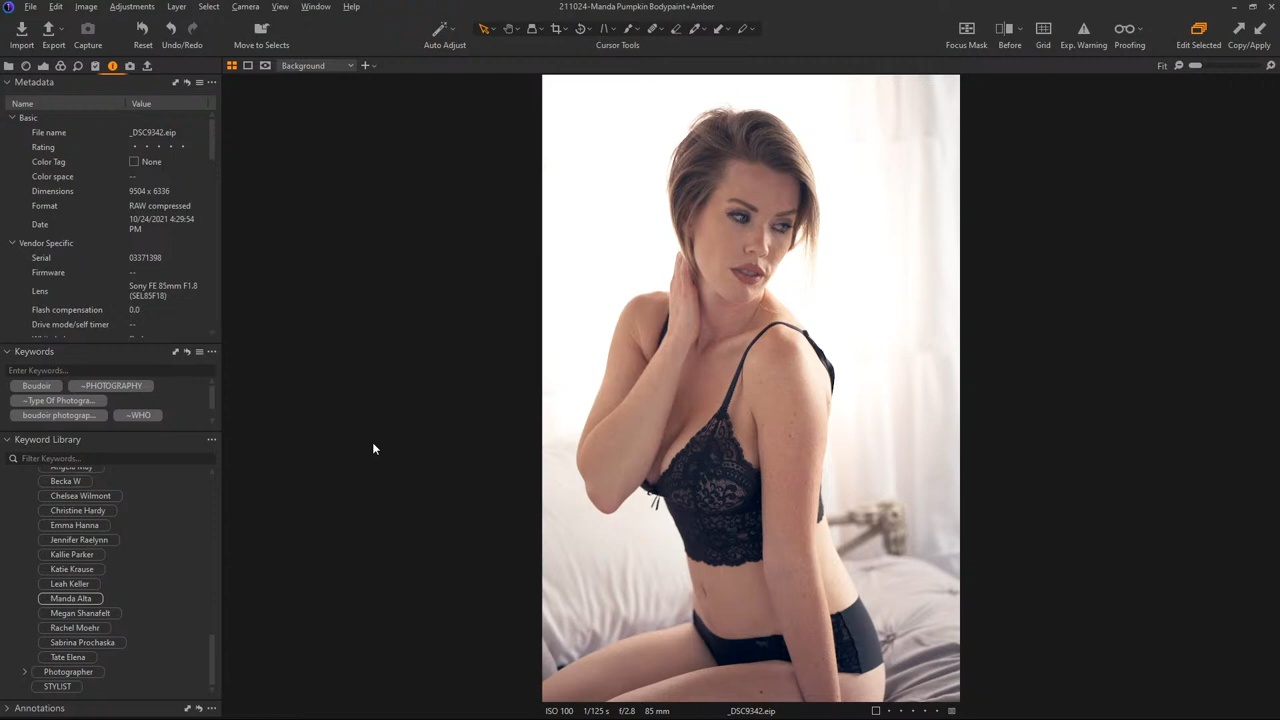 File Edit Image Adjustments Layer Select Camera View Window Help
211024-Manda Pumpkin Bodypaint+Amber
Import Export Capture Reset Undo/Redo Move to Selects Auto Adjust Cursor Tools Focus Mask Before Grid Exp. Warning Proofing Edit Selected Copy/Apply
Background
Fit
Metadata
Name Value
Basic
File name _DSC9342.eip
Rating
Color Tag None
Color space --
Dimensions 9504 x 6336
Format RAW compressed
Date 10/24/2021 4:29:54
PM
Vendor Specific
Serial 03371398
Firmware --
Lens Sony FE 85mm F1.8
(SEL85F18)
Flash compensation 0.0
Drive mode/self timer --
Keywords
Enter Keywords...
Boudoir ~PHOTOGRAPHY
~Type Of Photogra...
boudoir photograp... ~WHO
Keyword Library
Filter Keywords...
Becka W
Chelsea Wilmont
Christine Hardy
Emma Hanna
Jennifer Raelynn
Kallie Parker
Katie Krause
Leah Keller
Manda Alta
Megan Shanafelt
Rachel Moehr
Sabrina Prochaska
Tate Elena
Photographer
STYLIST
Annotations
ISO 100 1/125 s f/2.8 85 mm _DSC9342.eip